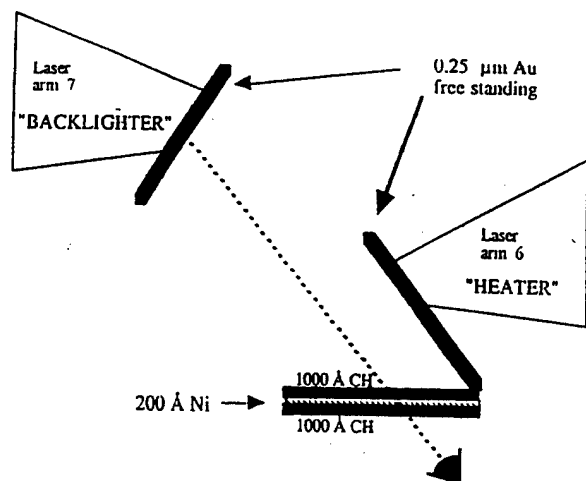 Laser
arm 7
"BACKLIGHTER"
0.25 µm Au
free standing
Laser
arm 6
"HEATER"
1000 Å CH
200 Å Ni
1000 Å CH